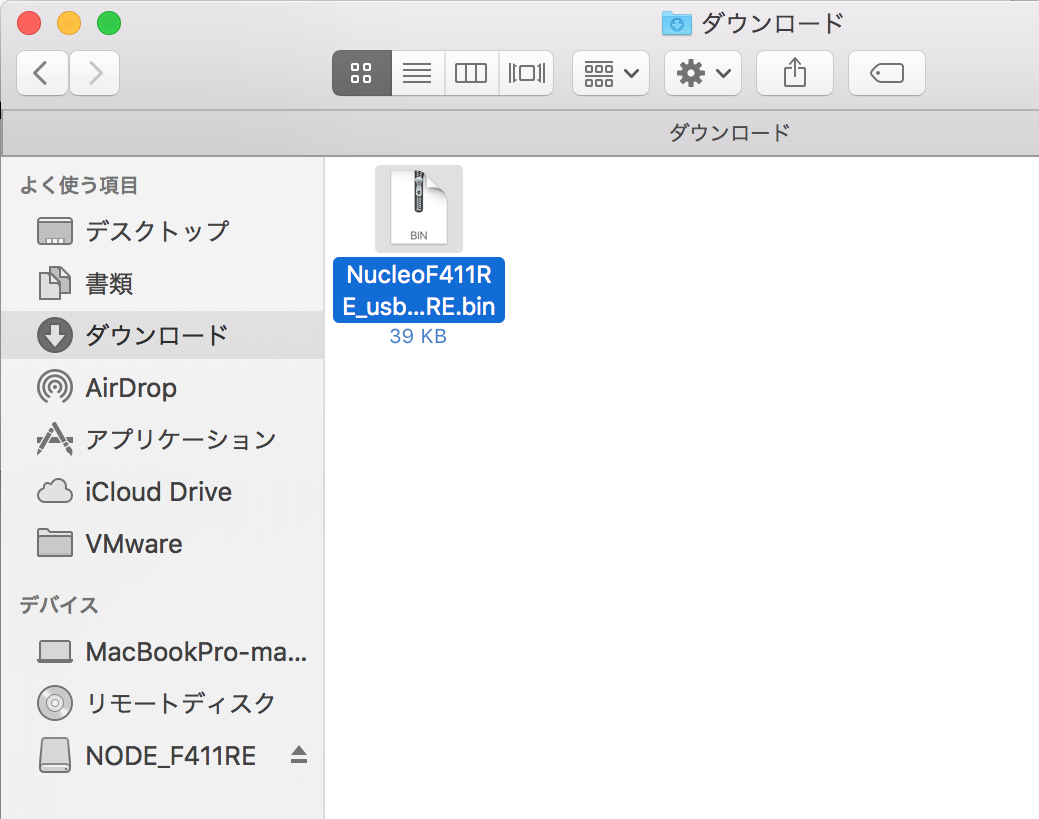 ダウンロード
ダウンロード
よく使う項目
デスクトップ
書類
ダウンロード
AirDrop
アプリケーション
iCloud Drive
VMware
デバイス
MacBookPro-ma...
リモートディスク
NODE_F411RE
BIN
NucleoF411R
E_usb...RE.bin
39 KB